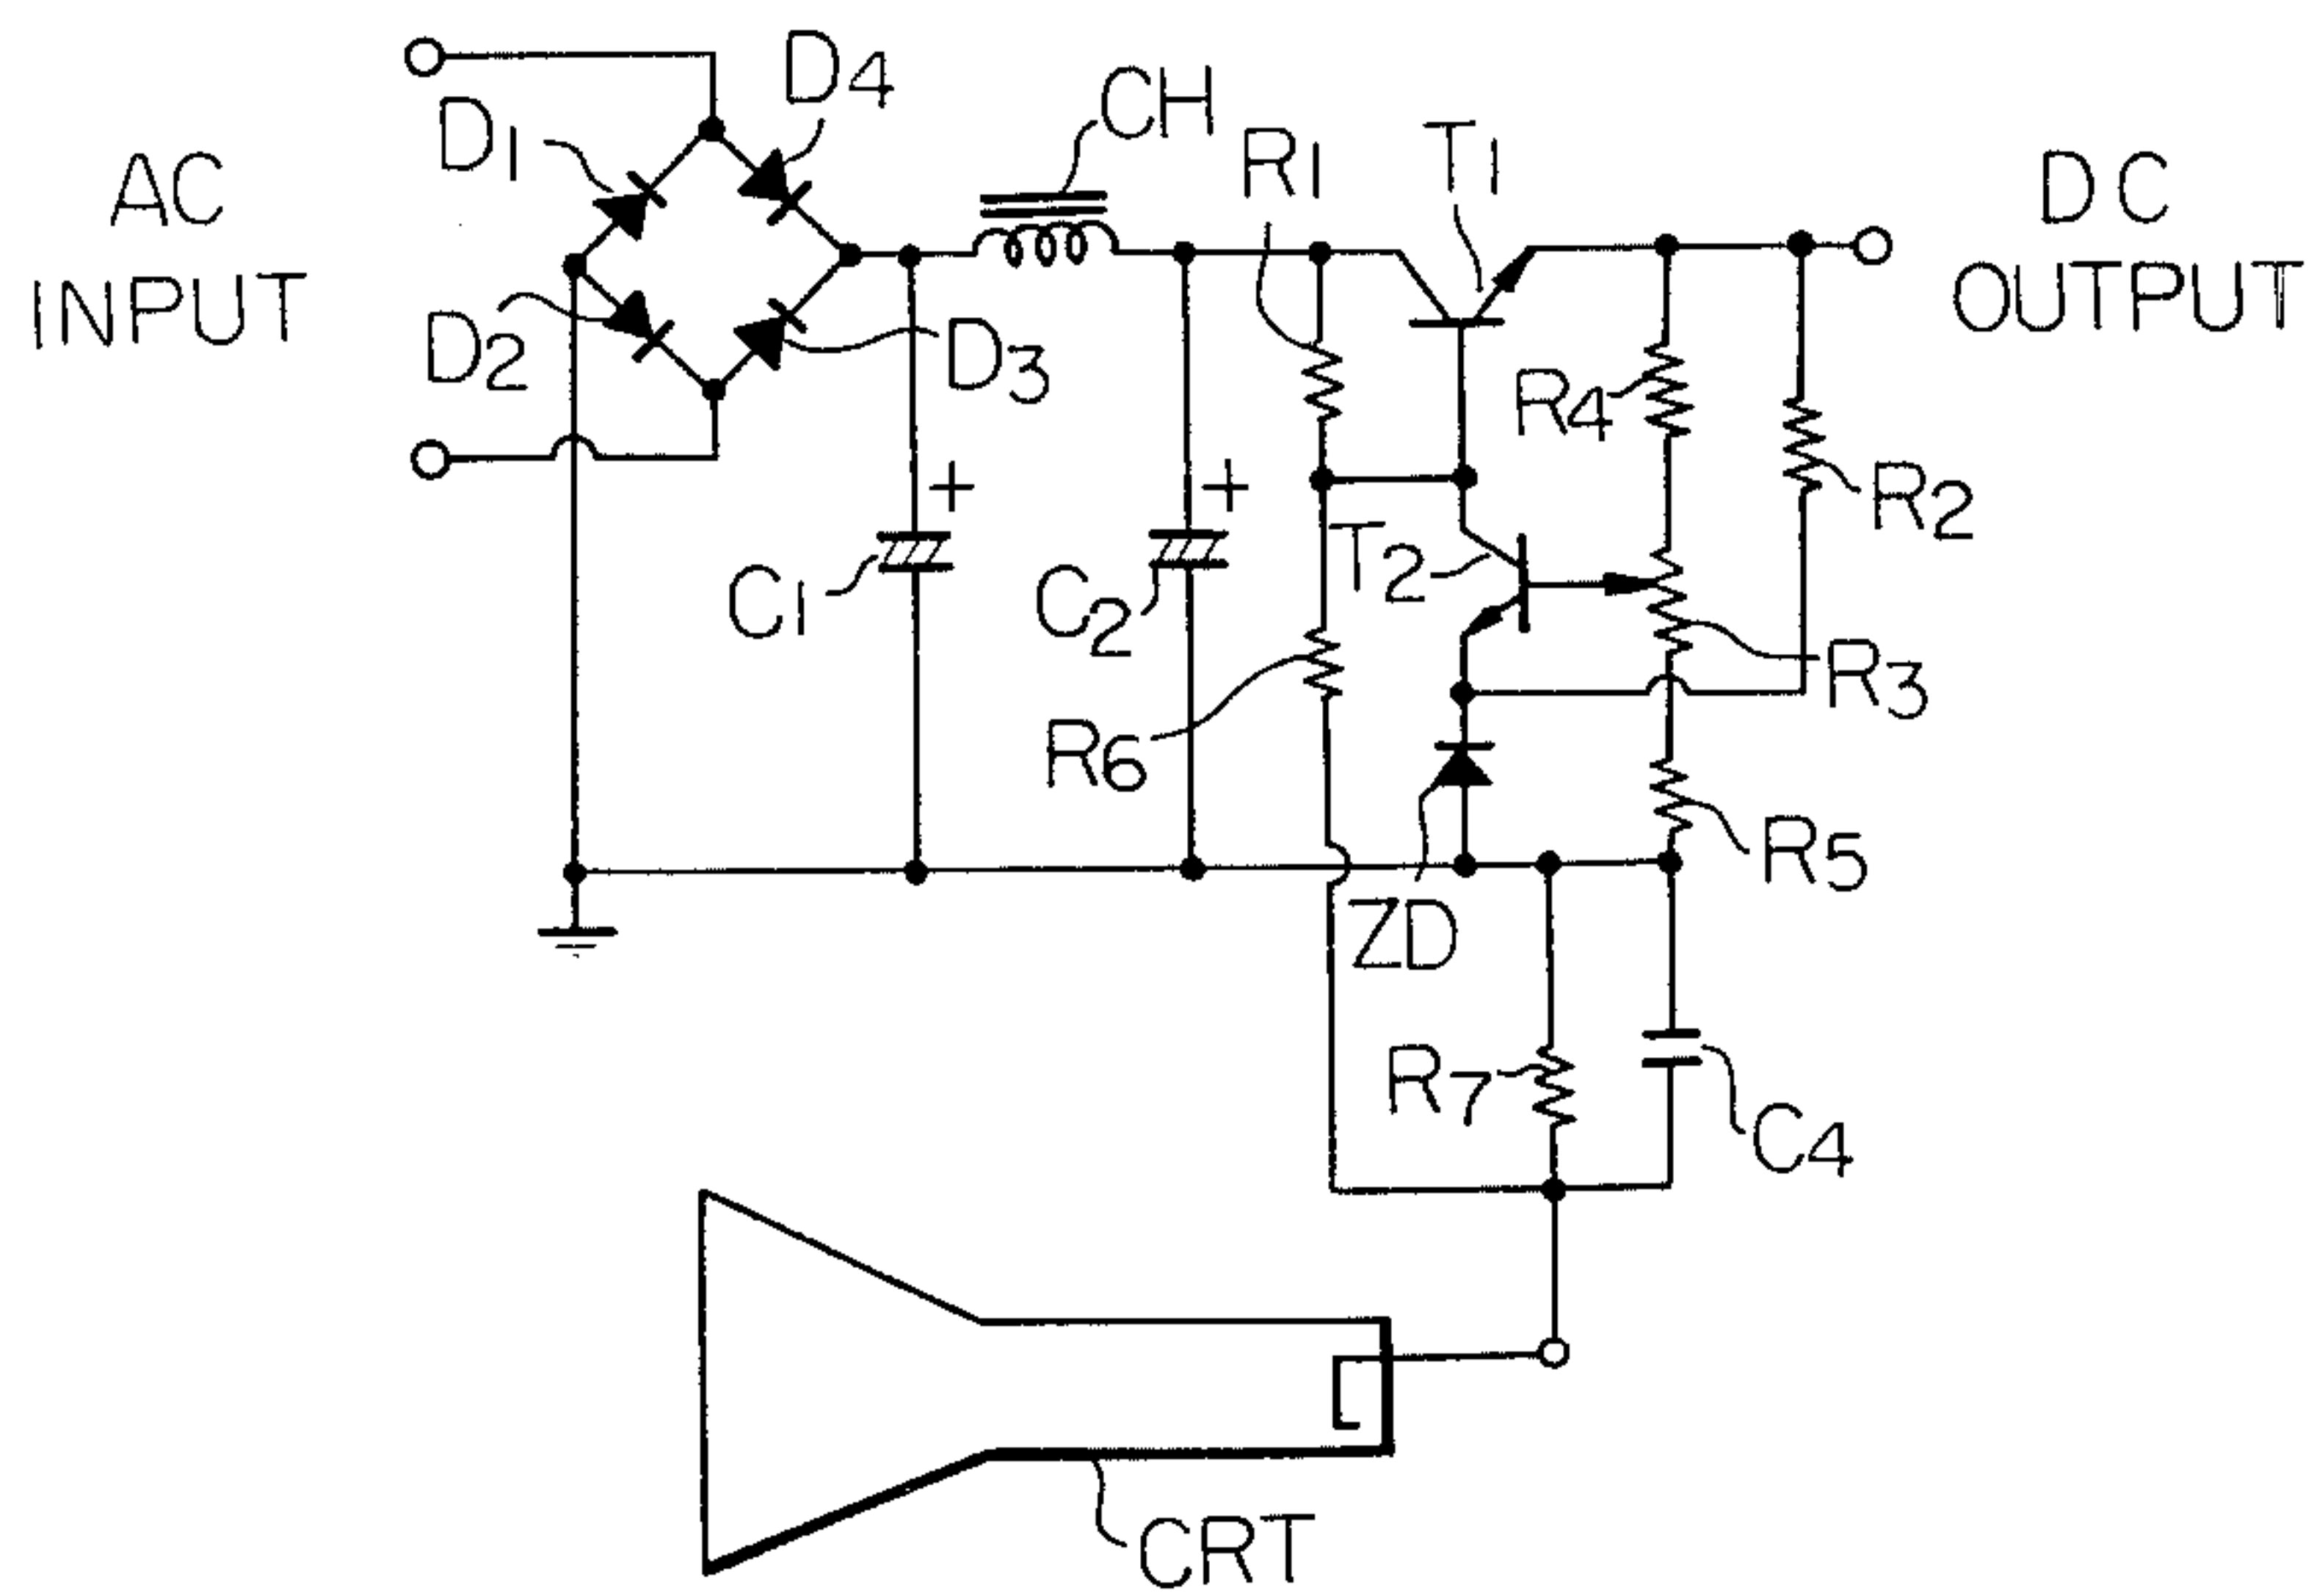 D4
CH
D1
R1
T1
AC
INPUT
DC
OUTPUT
D2
D3
R4
R2
+
+
T2
C1
C2
R3
R6
R5
ZD
R7
C4
CRT